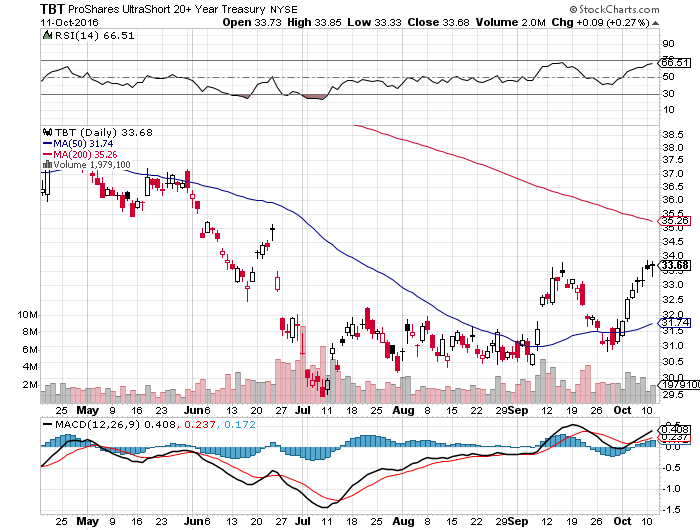 TBT ProShares UltraShort 20+ Year Treasury NYSE © StockCharts.com
11-Oct-2016 Open 33.73 High 33.85 Low 33.33 Close 33.68 Volume 2.0M Chg +0.09 (+0.27%)
RSI(14) 66.51
90
70
66.51
50
30
10
TBT (Daily) 33.68
MA(50) 31.74
MA(200) 35.26
Volume 1,979,100
38.5
38.0
37.5
37.0
36.5
36.0
35.5
35.26
35.0
34.5
34.0
33.68
33.5
33.0
32.5
32.0
31.74
31.5
31.0
30.5
30.0
29.5
10M
8M
6M
4M
2M
1979100
25 May 9 16 23 Jun 6 13 20 27 Jul 11 18 25 Aug 8 15 22 29 Sep 12 19 26 Oct 10
MACD(12,26,9) 0.408, 0.237, 0.172
0.5
0.408
0.237
0.0
-0.5
-1.0
-1.5
25 May 9 16 23 Jun 6 13 20 27 Jul 11 18 25 Aug 8 15 22 29 Sep 12 19 26 Oct 10